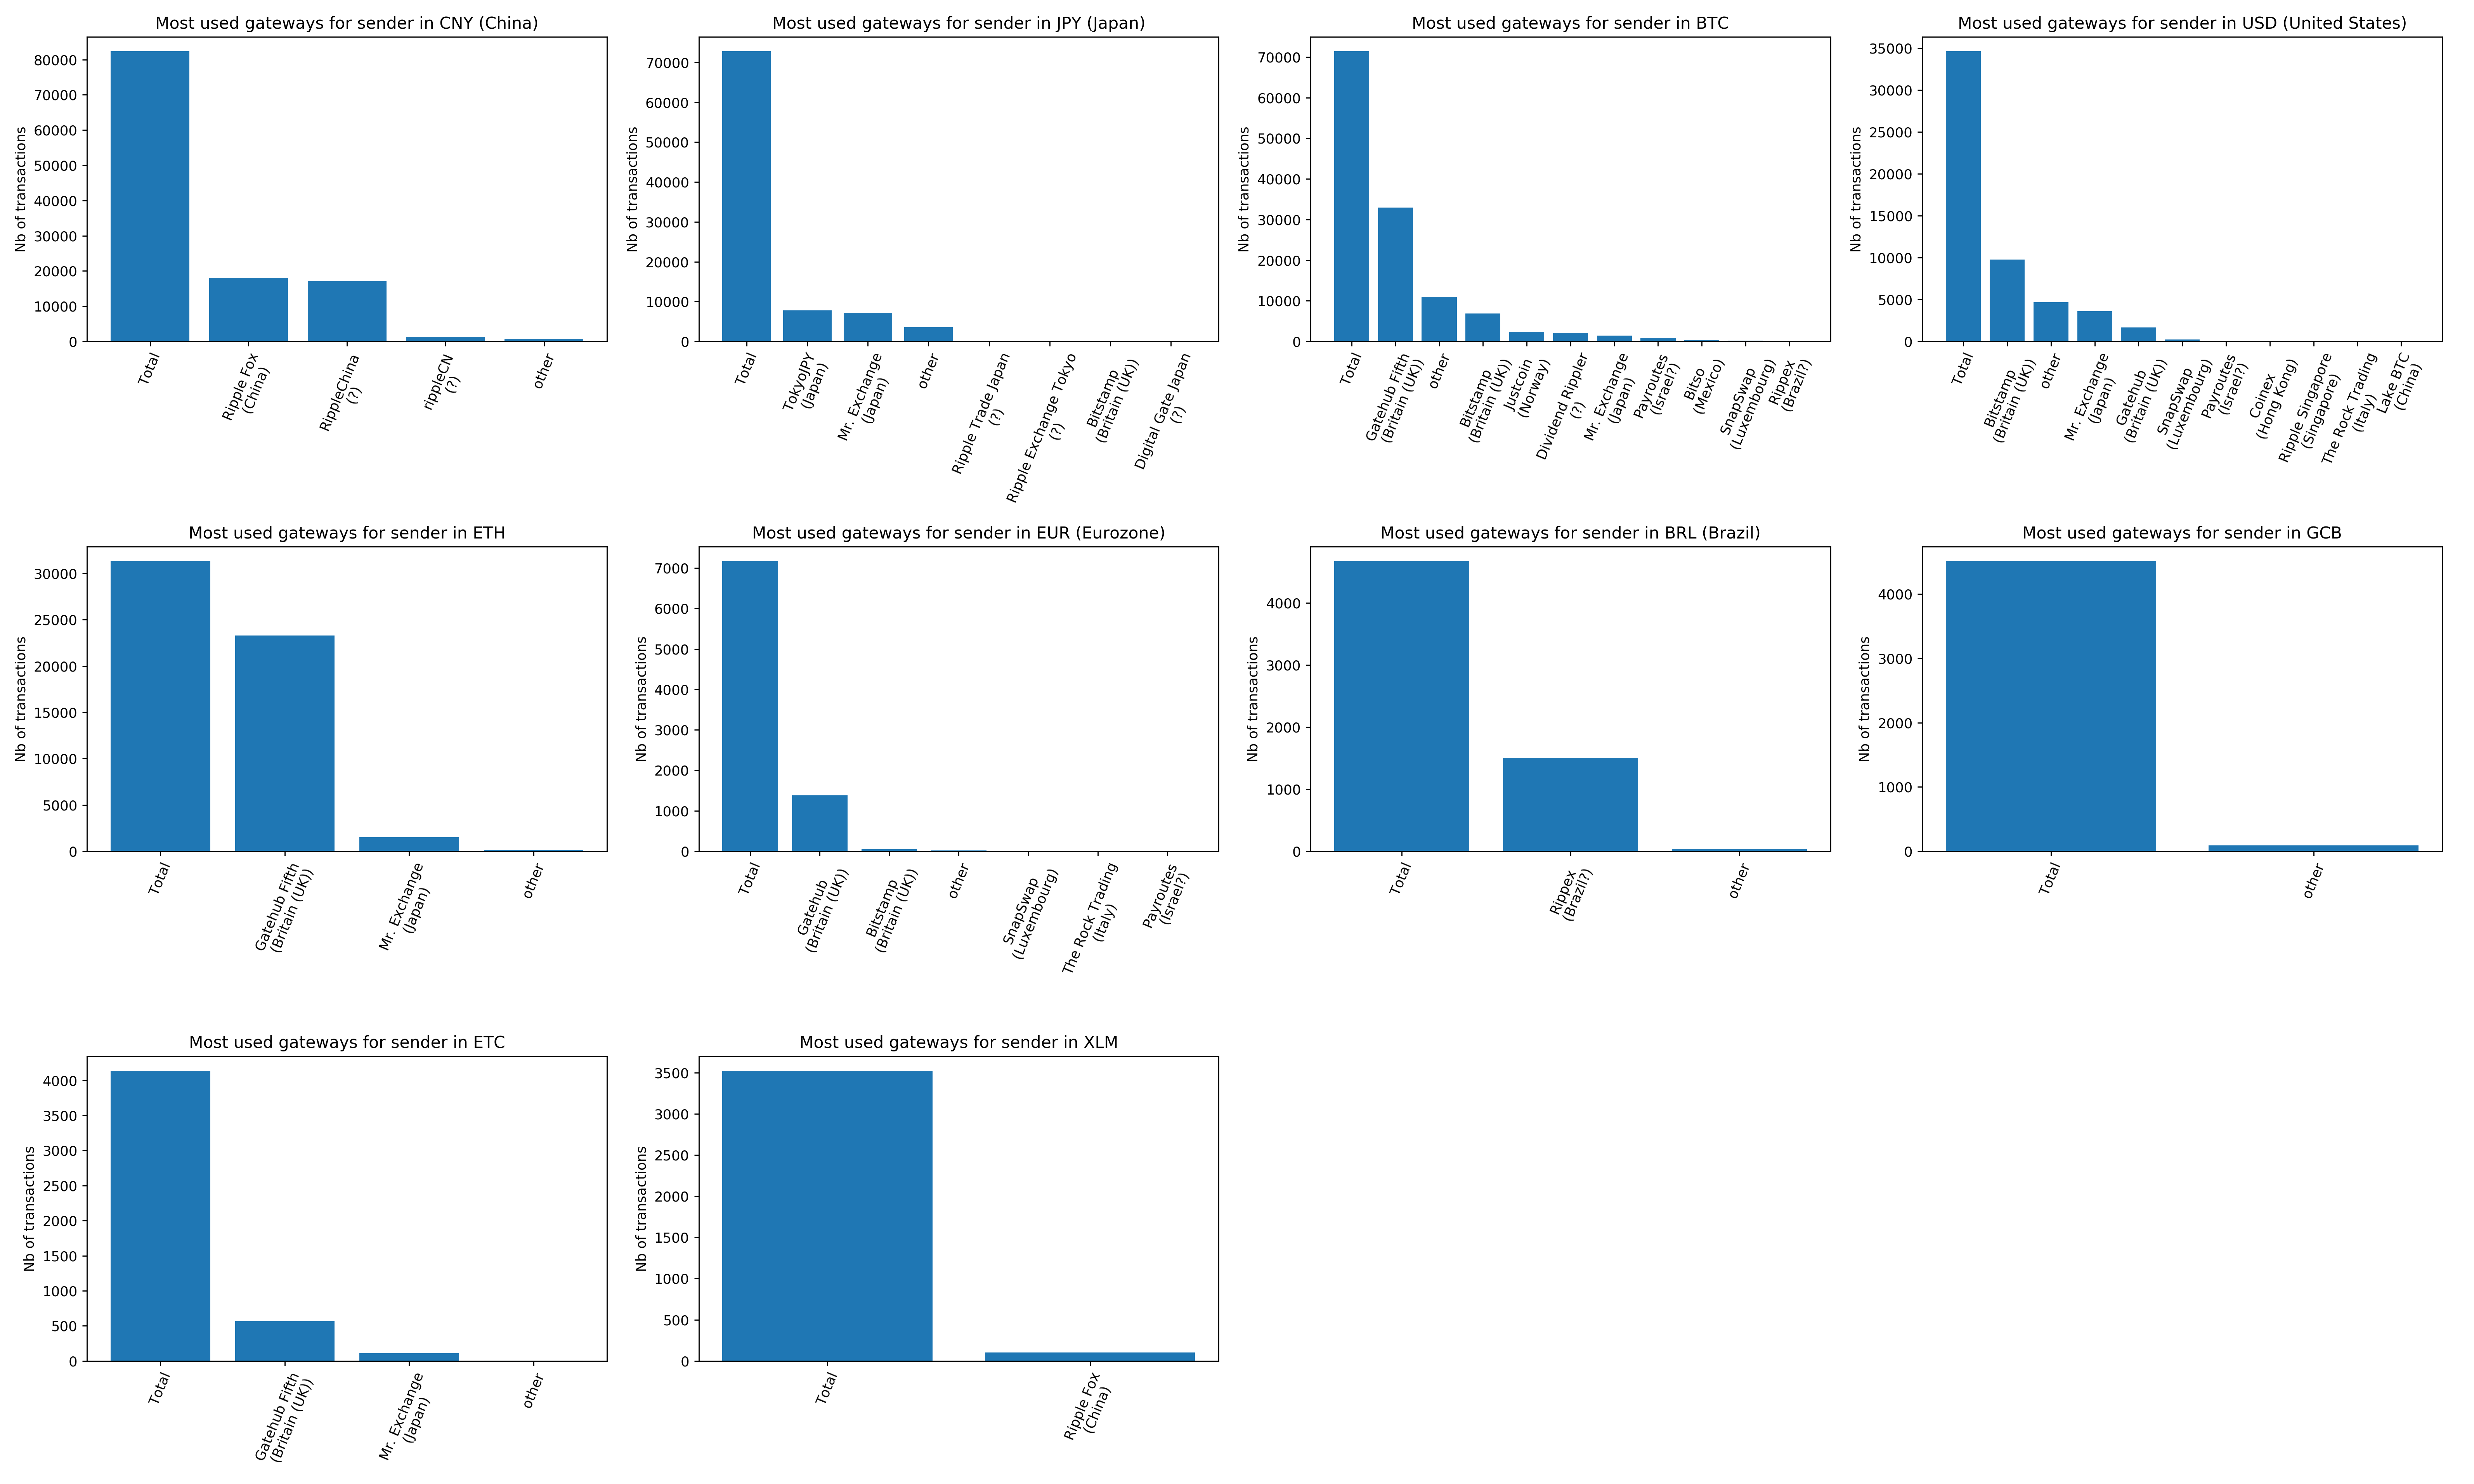 Most used gateways for sender in CNY (China)
Nb of transactions
80000
70000
60000
50000
40000
30000
20000
10000
0
Total
Ripple Fox
(China)
RippleChina
(?)
rippleCN
(?)
other
Most used gateways for sender in JPY (Japan)
Nb of transactions
70000
60000
50000
40000
30000
20000
10000
0
Total
TokyoJPY
(Japan)
Mr. Exchange
(Japan)
other
Ripple Trade Japan
(?)
Ripple Exchange Tokyo
(?)
Bitstamp
(Britain (UK))
Digital Gate Japan
(?)
Most used gateways for sender in BTC
Nb of transactions
70000
60000
50000
40000
30000
20000
10000
0
Total
Gatehub Fifth
(Britain (UK))
other
Bitstamp
(Britain (UK))
Justcoin
(Norway)
Dividend Rippler
(?)
Mr. Exchange
(Japan)
Payroutes
(Israel?)
Bitso
(Mexico)
SnapSwap
(Luxembourg)
Rippex
(Brazil?)
Most used gateways for sender in USD (United States)
Nb of transactions
35000
30000
25000
20000
15000
10000
5000
0
Total
Bitstamp
(Britain (UK))
other
Mr. Exchange
(Japan)
Gatehub
(Britain (UK))
SnapSwap
(Luxembourg)
Payroutes
(Israel?)
Coinex
(Hong Kong)
Ripple Singapore
(Singapore)
The Rock Trading
(Italy)
Lake BTC
(China)
Most used gateways for sender in ETH
Nb of transactions
30000
25000
20000
15000
10000
5000
0
Total
Gatehub Fifth
(Britain (UK))
Mr. Exchange
(Japan)
other
Most used gateways for sender in EUR (Eurozone)
Nb of transactions
7000
6000
5000
4000
3000
2000
1000
0
Total
Gatehub
(Britain (UK))
Bitstamp
(Britain (UK))
other
SnapSwap
(Luxembourg)
The Rock Trading
(Italy)
Payroutes
(Israel?)
Most used gateways for sender in BRL (Brazil)
Nb of transactions
4000
3000
2000
1000
0
Total
Rippex
(Brazil?)
other
Most used gateways for sender in GCB
Nb of transactions
4000
3000
2000
1000
0
Total
other
Most used gateways for sender in ETC
Nb of transactions
4000
3500
3000
2500
2000
1500
1000
500
0
Total
Gatehub Fifth
(Britain (UK))
Mr. Exchange
(Japan)
other
Most used gateways for sender in XLM
Nb of transactions
3500
3000
2500
2000
1500
1000
500
0
Total
Ripple Fox
(China)